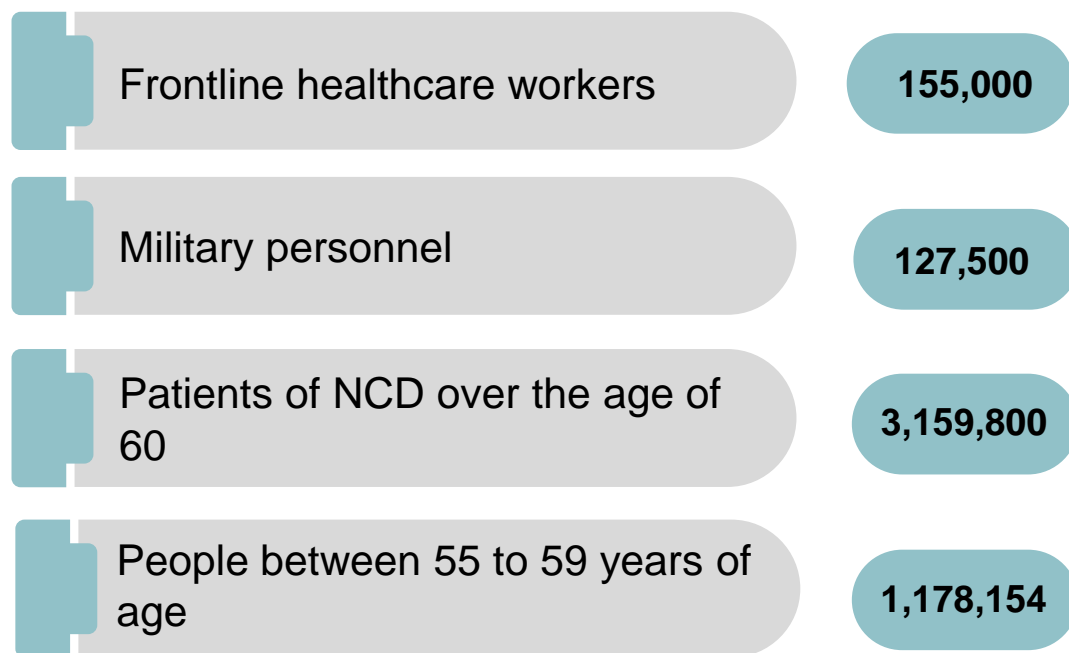 Frontline healthcare workers
155,000
Military personnel
127,500
Patients of NCD over the age of
60
3,159,800
People between 55 to 59 years of
age
1,178,154